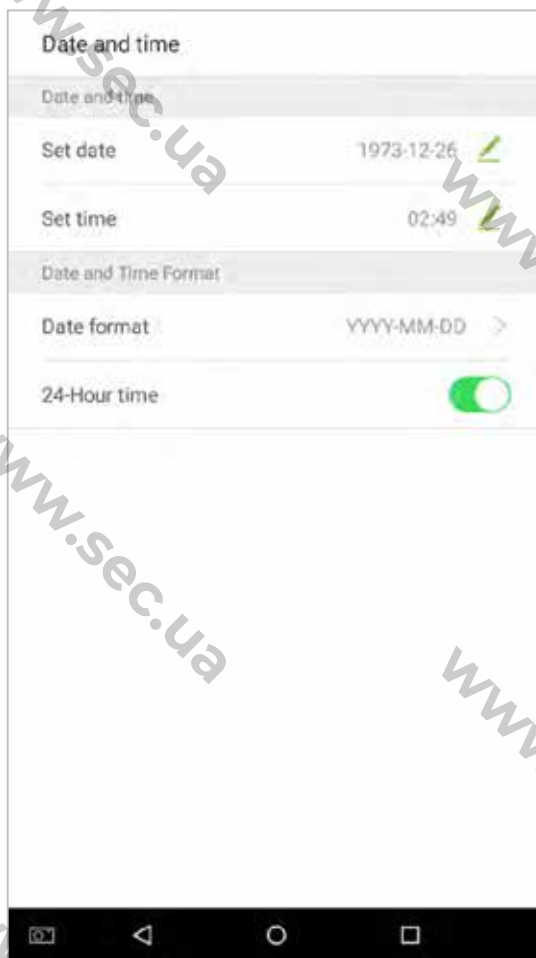 Date and time
Date and time
Set date 1973-12-26
Set time 02:49
Date and Time Format
Date format YYYY-MM-DD >
24-Hour time
www.sec.ua
www.sec.ua